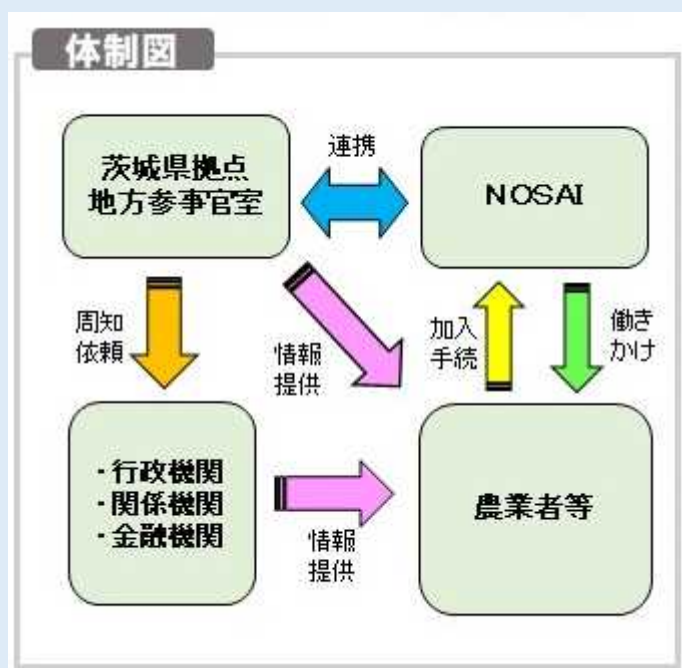 体制図
茨城県拠点
地方参事官室
連携
NOSAI
周知
依頼
情報
提供
加入
手続
働き
かけ
・行政機関
・関係機関
・金融機関
情報
提供
農業者等